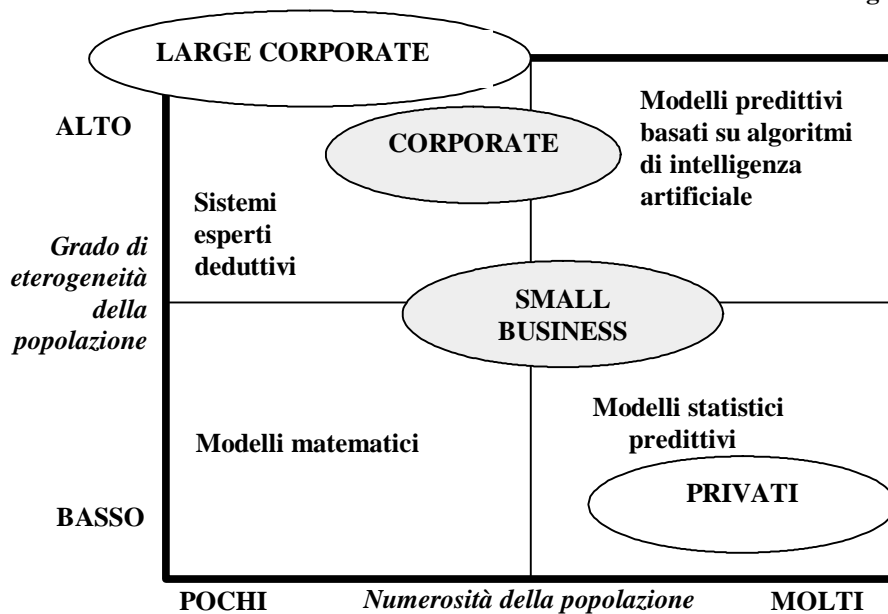 g
LARGE CORPORATE
ALTO
CORPORATE
Modelli predittivi
basati su algoritmi
di intelligenza
artificiale
Sistemi
esperti
deduttivi
Grado di
eterogeneità
della
popolazione
SMALL
BUSINESS
Modelli matematici
Modelli statistici
predittivi
PRIVATI
BASSO
POCHI
Numerosità della popolazione
MOLTI